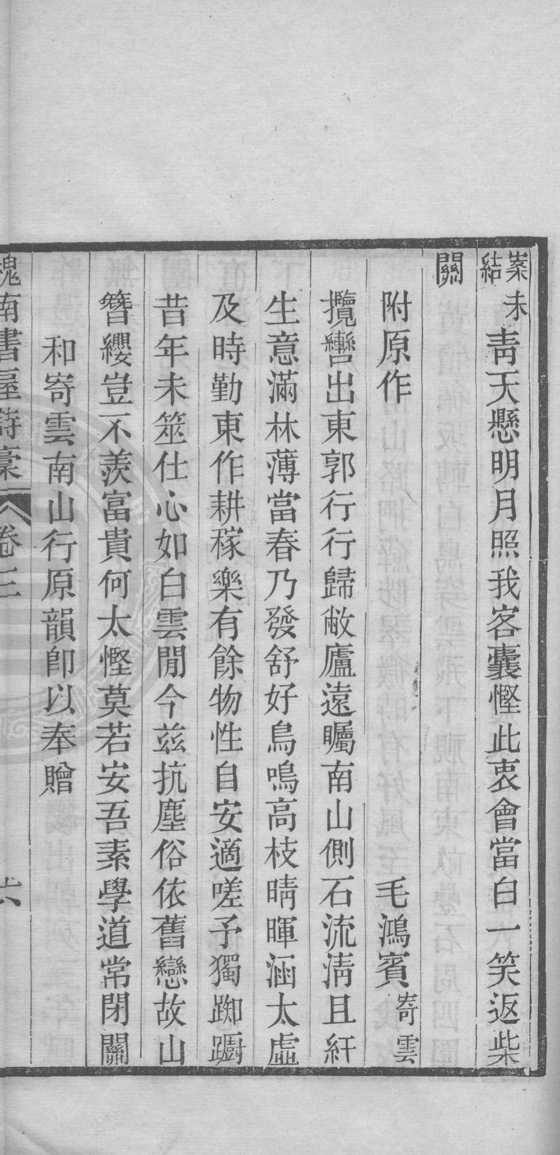 案未結靑天懸明月照我客囊慳此衷會當白一笑返柴
關
附原作　毛鴻賓寄雲
攬轡出東郭行行歸敝廬遠矚南山側石流淸且紆
生意滿林薄當春乃發舒好鳥鳴高枝晴暉涵太虛
及時勤東作耕稼樂有餘物性自安適嗟予獨踟躕
昔年未筮仕心如白雲閒今茲抗塵俗依舊戀故山
簪纓豈不羨富貴何太慳莫若安吾素學道常閉關
和寄雲南山行原韻卽以奉贈
槐南書屋詩稾　卷三　六